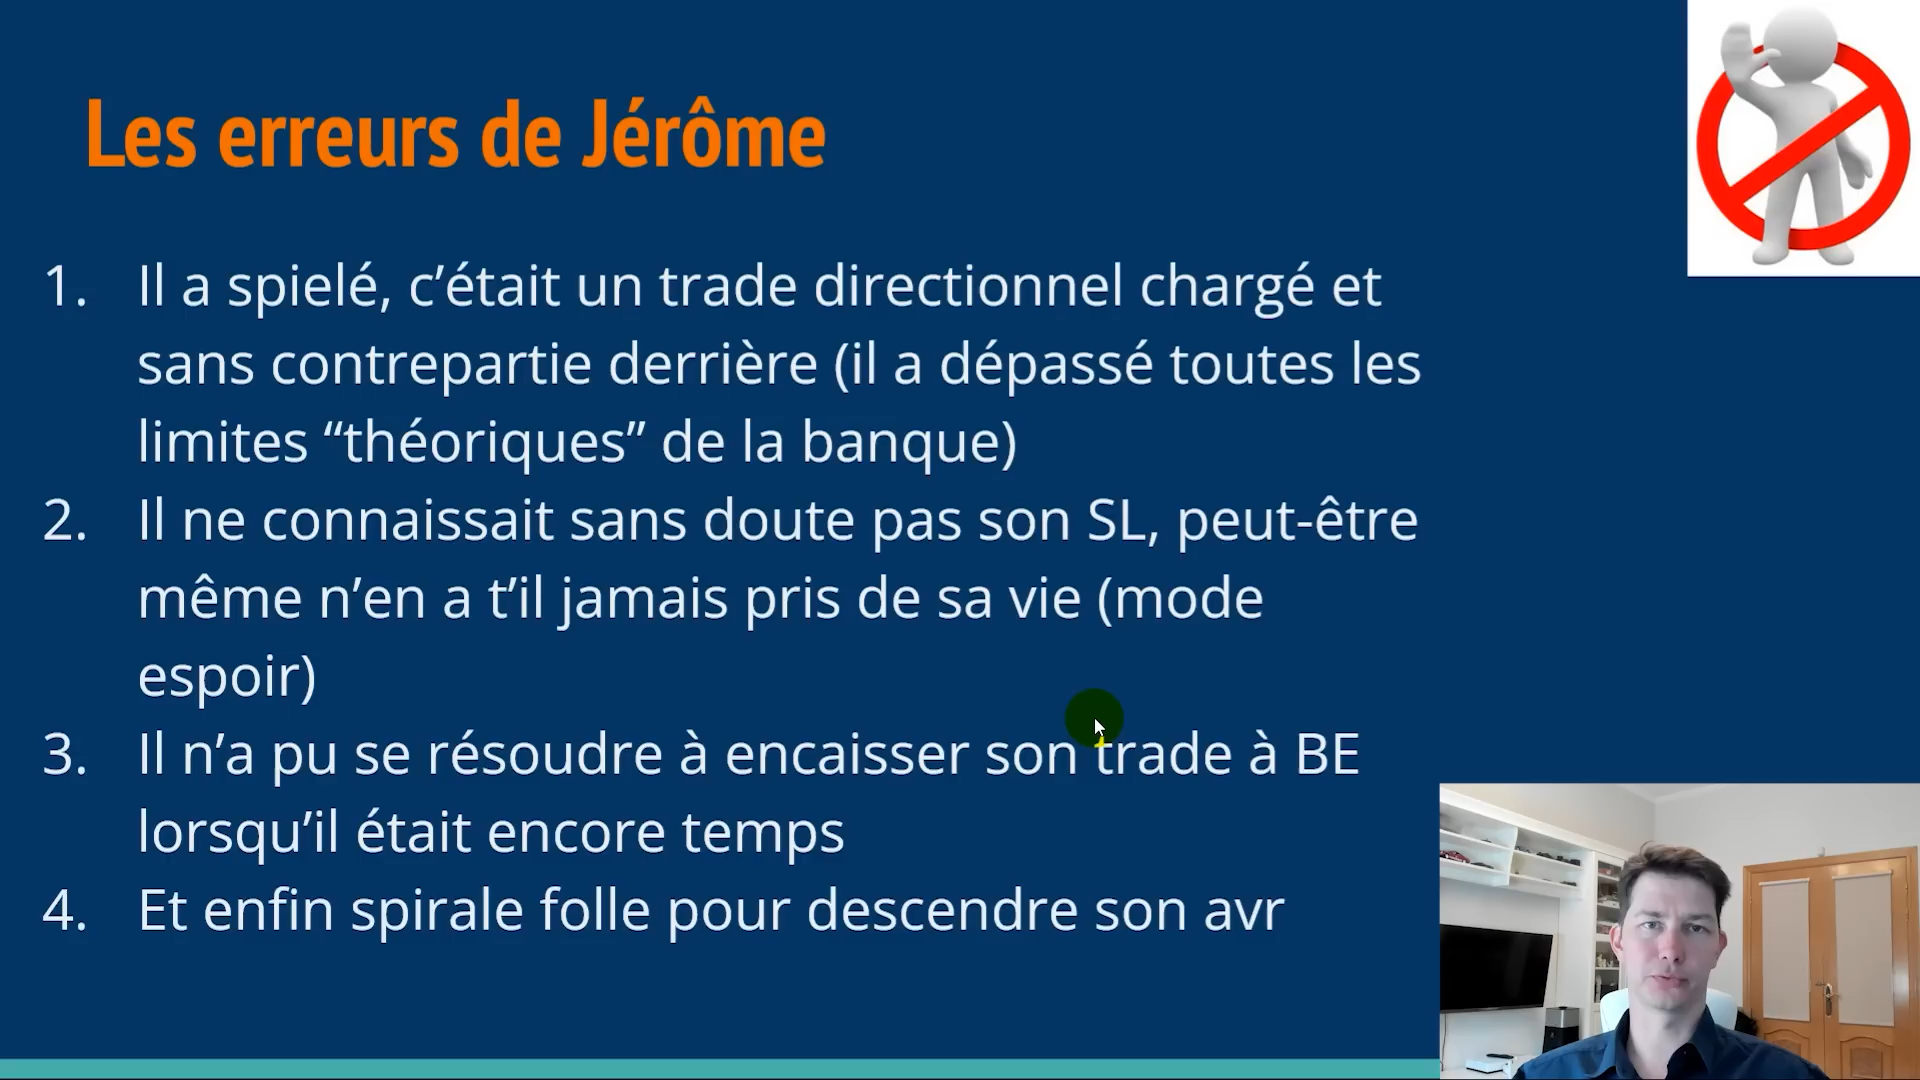 Les erreurs de Jérôme
1. Il a spielé, c’était un trade directionnel chargé et
sans contrepartie derrière (il a dépassé toutes les
limites “théoriques” de la banque)
2. Il ne connaissait sans doute pas son SL, peut-être
même n’en a t’il jamais pris de sa vie (mode
espoir)
3. Il n’a pu se résoudre à encaisser son trade à BE
lorsqu’il était encore temps
4. Et enfin spirale folle pour descendre son avr